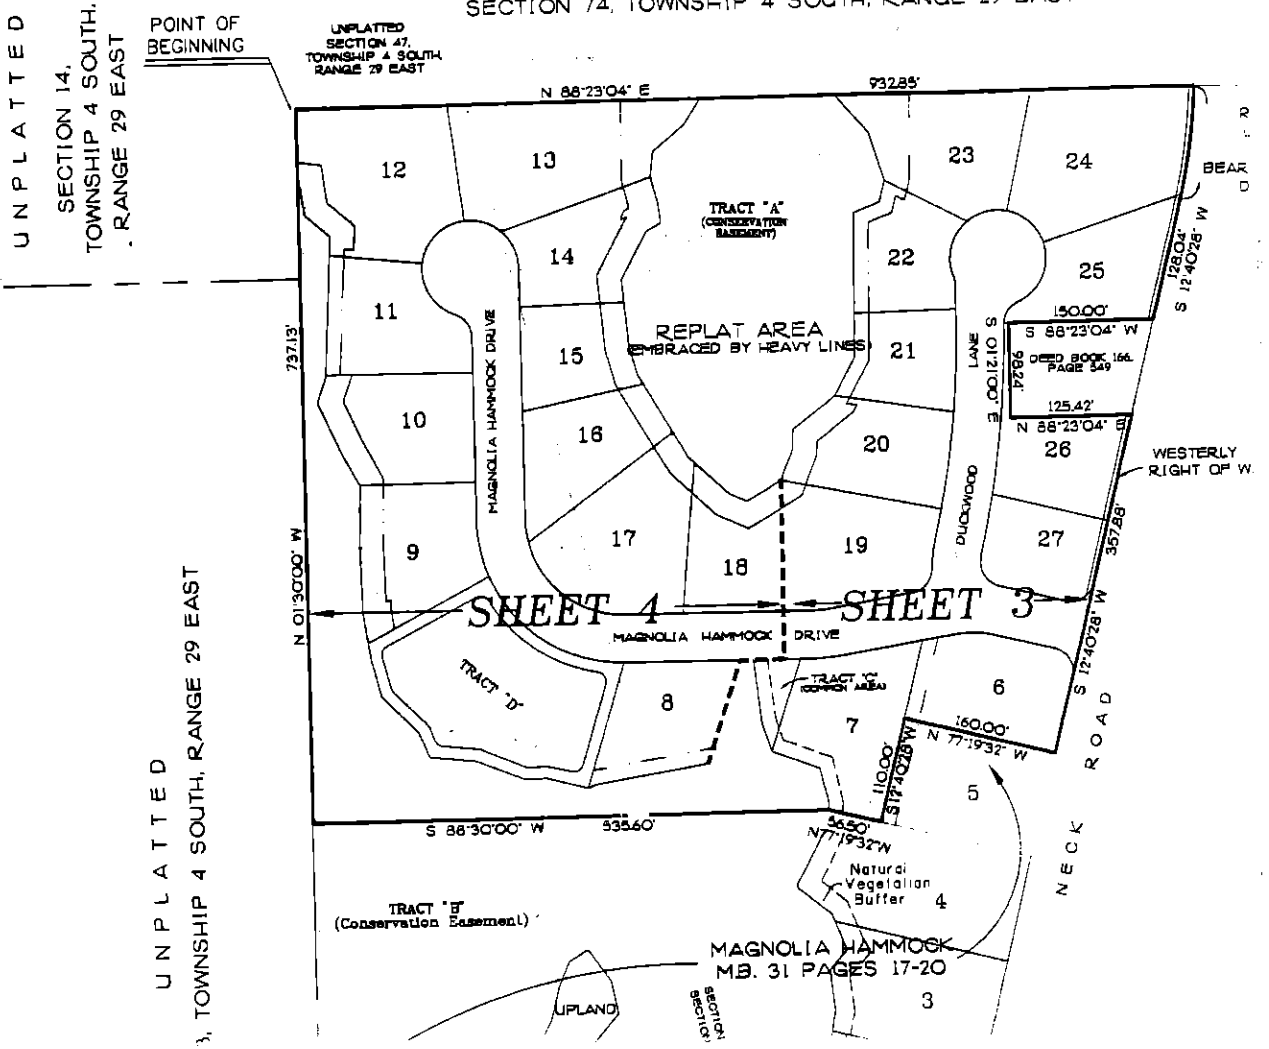 SECTION 74, TOWNSHIP 4 SOUTH, RANGE 29 EAST
UNPLATTED
SECTION 14,
TOWNSHIP 4 SOUTH,
RANGE 29 EAST
POINT OF
BEGINNING
UNPLATTED
SECTION 47,
TOWNSHIP 4 SOUTH,
RANGE 29 EAST
N 88°23'04" E
932.85'
12
13
TRACT "A"
(CONSERVATION
EASEMENT)
23
24
BEAR
14
22
25
128.04'
S 12°40'28" W
11
MAGNOLIA HAMMOCK DRIVE
15
REPLAT AREA
(EMBRACED BY HEAVY LINES)
21
LANE
S 01°21'00" E
150.00'
S 88°23'04" W
98.24'
DEED BOOK 166,
PAGE 549
125.42'
N 88°23'04" E
737.13'
N 01°30'00" W
10
16
20
26
WESTERLY
RIGHT OF W
9
17
18
19
DUCKWOOD
27
357.88'
S 12°40'28" W
SHEET 4
SHEET 3
MAGNOLIA HAMMOCK DRIVE
TRACT "D"
8
TRACT "C"
(COMMON AREA)
7
6
160.00'
N 77°19'32" W
110.00'
S12°40'28"W
NECK ROAD
5
S 88°30'00" W
535.60'
56.50'
N77°19'32"W
UNPLATTED
3, TOWNSHIP 4 SOUTH, RANGE 29 EAST
Natural
Vegetation
Buffer
4
TRACT "B"
(Conservation Easement)
MAGNOLIA HAMMOCK
M.B. 31 PAGES 17-20
3
UPLAND
SECTION
SECTION